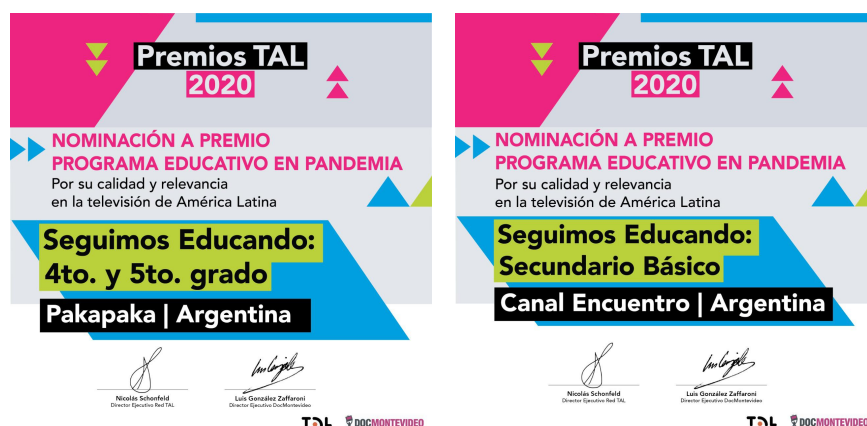 Premios TAL
2020
NOMINACIÓN A PREMIO
PROGRAMA EDUCATIVO EN PANDEMIA
Por su calidad y relevancia
en la televisión de América Latina
Seguimos Educando:
4to. y 5to. grado
Pakapaka | Argentina
Nicolás Schonfeld
Director Ejecutivo Red TAL
Luis González Zaffaroni
Director Ejecutivo DocMontevideo
TAL
DOCMONTEVIDEO
Premios TAL
2020
NOMINACIÓN A PREMIO
PROGRAMA EDUCATIVO EN PANDEMIA
Por su calidad y relevancia
en la televisión de América Latina
Seguimos Educando:
Secundario Básico
Canal Encuentro | Argentina
Nicolás Schonfeld
Director Ejecutivo Red TAL
Luis González Zaffaroni
Director Ejecutivo DocMontevideo
TAL
DOCMONTEVIDEO